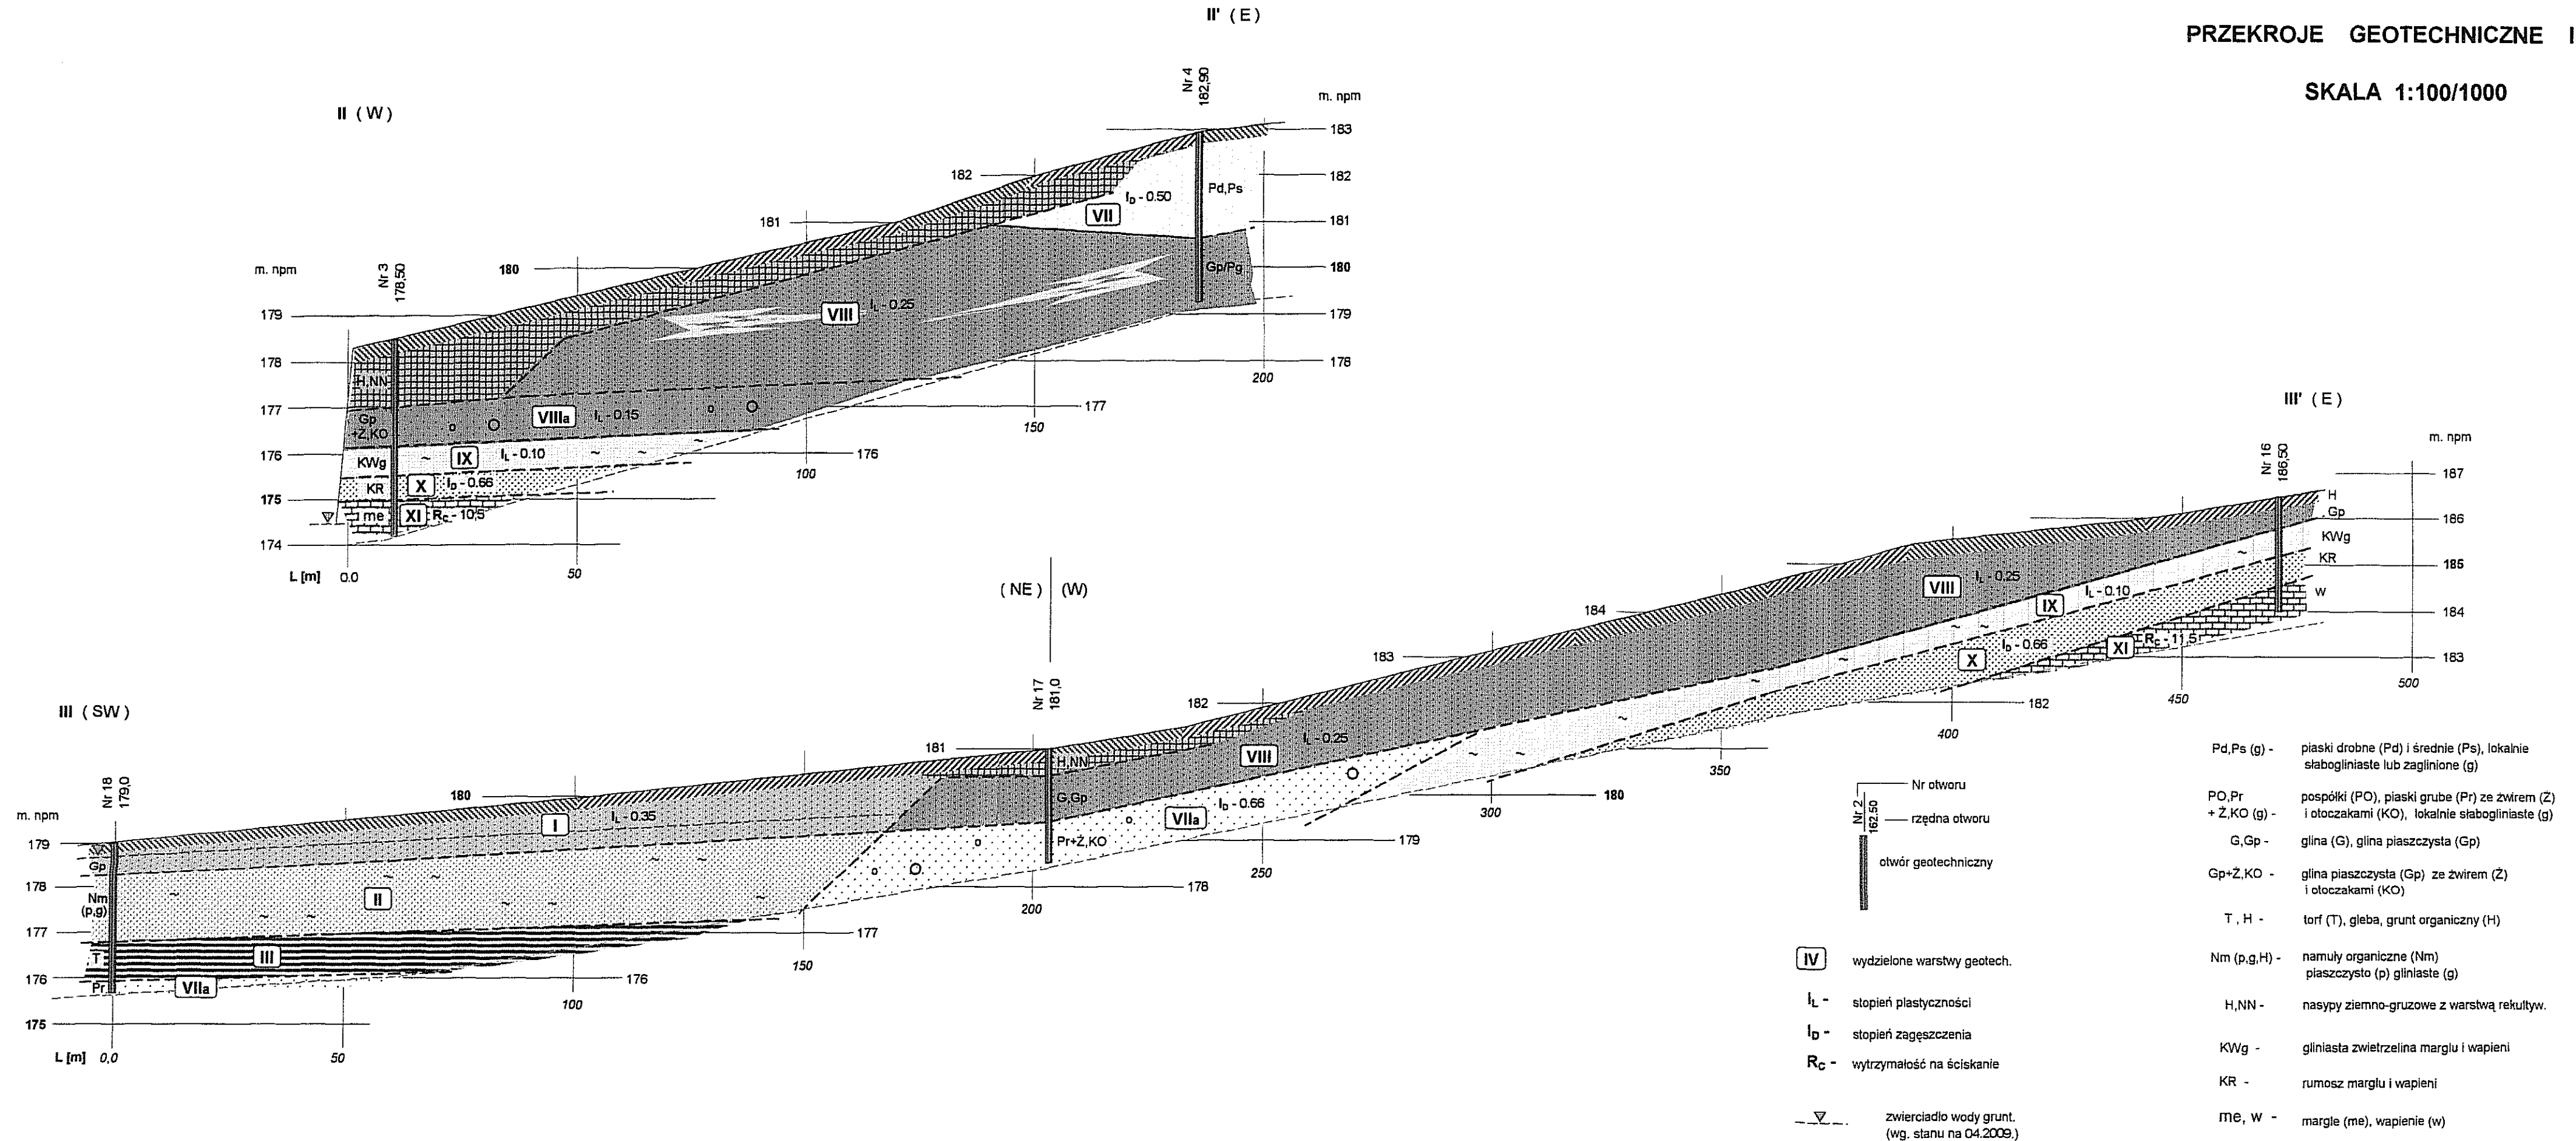 PRZEKROJE GEOTECHNICZNE I
SKALA 1:100/1000
II' ( E )
II ( W )
Nr 4
182,90
m. npm
183
182
181
180
179
178
200
Pd,Ps
Gp/Pg
182
181
180
m. npm
179
178
177
176
175
174
Nr 3
178,50
H,NN
Gp
+Ż,KO
KWg
KR
me
VII
ID - 0.50
VIII
IL - 0.25
VIIIa
IL - 0.15
IX
IL - 0.10
X
ID - 0.66
XI
RC - 10,5
177
150
176
100
50
L [m] 0.0
III' ( E )
m. npm
187
186
185
184
183
500
Nr 16
186,50
H
Gp
KWg
KR
w
( NE ) (W)
III ( SW )
Nr 17
181,0
Nr 18
179,0
m. npm
179
178
177
176
175
Gp
Nm
(p,g)
T
Pr
184
183
182
181
180
I
IL 0.35
II
III
VIIa
H,NN
G,Gp
Pr+Ż,KO
VIII
IL - 0.25
VIIa
ID - 0.66
VIII
IL - 0.25
IX
IL - 0.10
X
ID - 0.66
XI
RC - 11,5
450
182
400
350
180
300
179
250
178
200
177
150
176
100
50
L [m] 0,0
Nr 2
162.50
Nr otworu
rzędna otworu
otwór geotechniczny
IV wydzielone warstwy geotech.
IL - stopień plastyczności
ID - stopień zagęszczenia
RC - wytrzymałość na ściskanie
zwierciadło wody grunt.
(wg. stanu na 04.2009.)
Pd,Ps (g) - piaski drobne (Pd) i średnie (Ps), lokalnie
słabogliniaste lub zaglinione (g)
PO,Pr pospółki (PO), piaski grube (Pr) ze żwirem (Ż)
+ Ż,KO (g) - i otoczakami (KO), lokalnie słabogliniaste (g)
G,Gp - glina (G), glina piaszczysta (Gp)
Gp+Ż,KO - glina piaszczysta (Gp) ze żwirem (Ż)
i otoczakami (KO)
T , H - torf (T), gleba, grunt organiczny (H)
Nm (p,g,H) - namuły organiczne (Nm)
piaszczysto (p) gliniaste (g)
H,NN - nasypy ziemno-gruzowe z warstwą rekultyw.
KWg - gliniasta zwietrzelina marglu i wapieni
KR - rumosz marglu i wapieni
me, w - margle (me), wapienie (w)